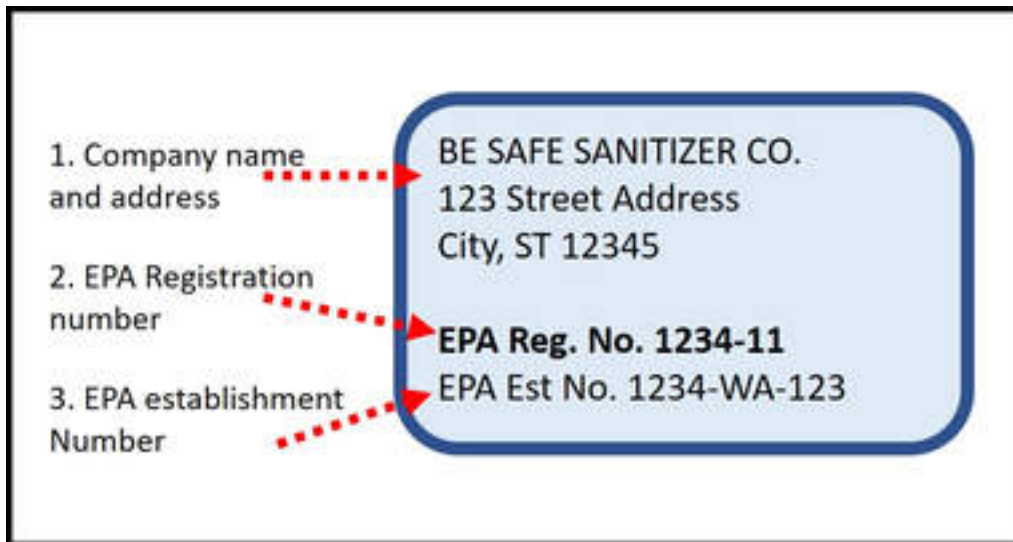 1. Company name
and address
2. EPA Registration
number
3. EPA establishment
Number
BE SAFE SANITIZER CO.
123 Street Address
City, ST 12345
EPA Reg. No. 1234-11
EPA Est No. 1234-WA-123